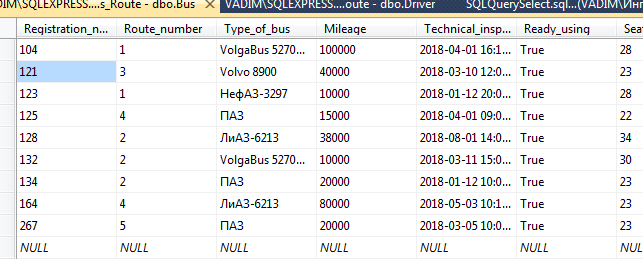 VADIM\SQLEXPRESS....s_Route - dbo.Bus VADIM\SQLEXPRESS....oute - dbo.Driver SQLQuerySelect.sql...(VADIM\Инг
Registration_n... Route_number Type_of_bus Mileage Technical_insp... Ready_using Seat
104 1 VolgaBus 5270... 100000 2018-04-01 16:1... True 28
121 3 Volvo 8900 40000 2018-03-10 12:0... True 23
123 1 НефАЗ-3297 10000 2018-01-12 20:0... True 28
125 4 ПАЗ 15000 2018-04-01 09:0... True 22
128 2 ЛиАЗ-6213 38000 2018-08-01 14:0... True 34
132 2 VolgaBus 5270... 10000 2018-03-11 15:0... True 30
134 2 ПАЗ 20000 2018-01-12 10:0... True 23
164 4 ЛиАЗ-6213 80000 2018-05-03 10:1... True 23
267 5 ПАЗ 20000 2018-03-05 10:0... True 23
NULL NULL NULL NULL NULL NULL NULL